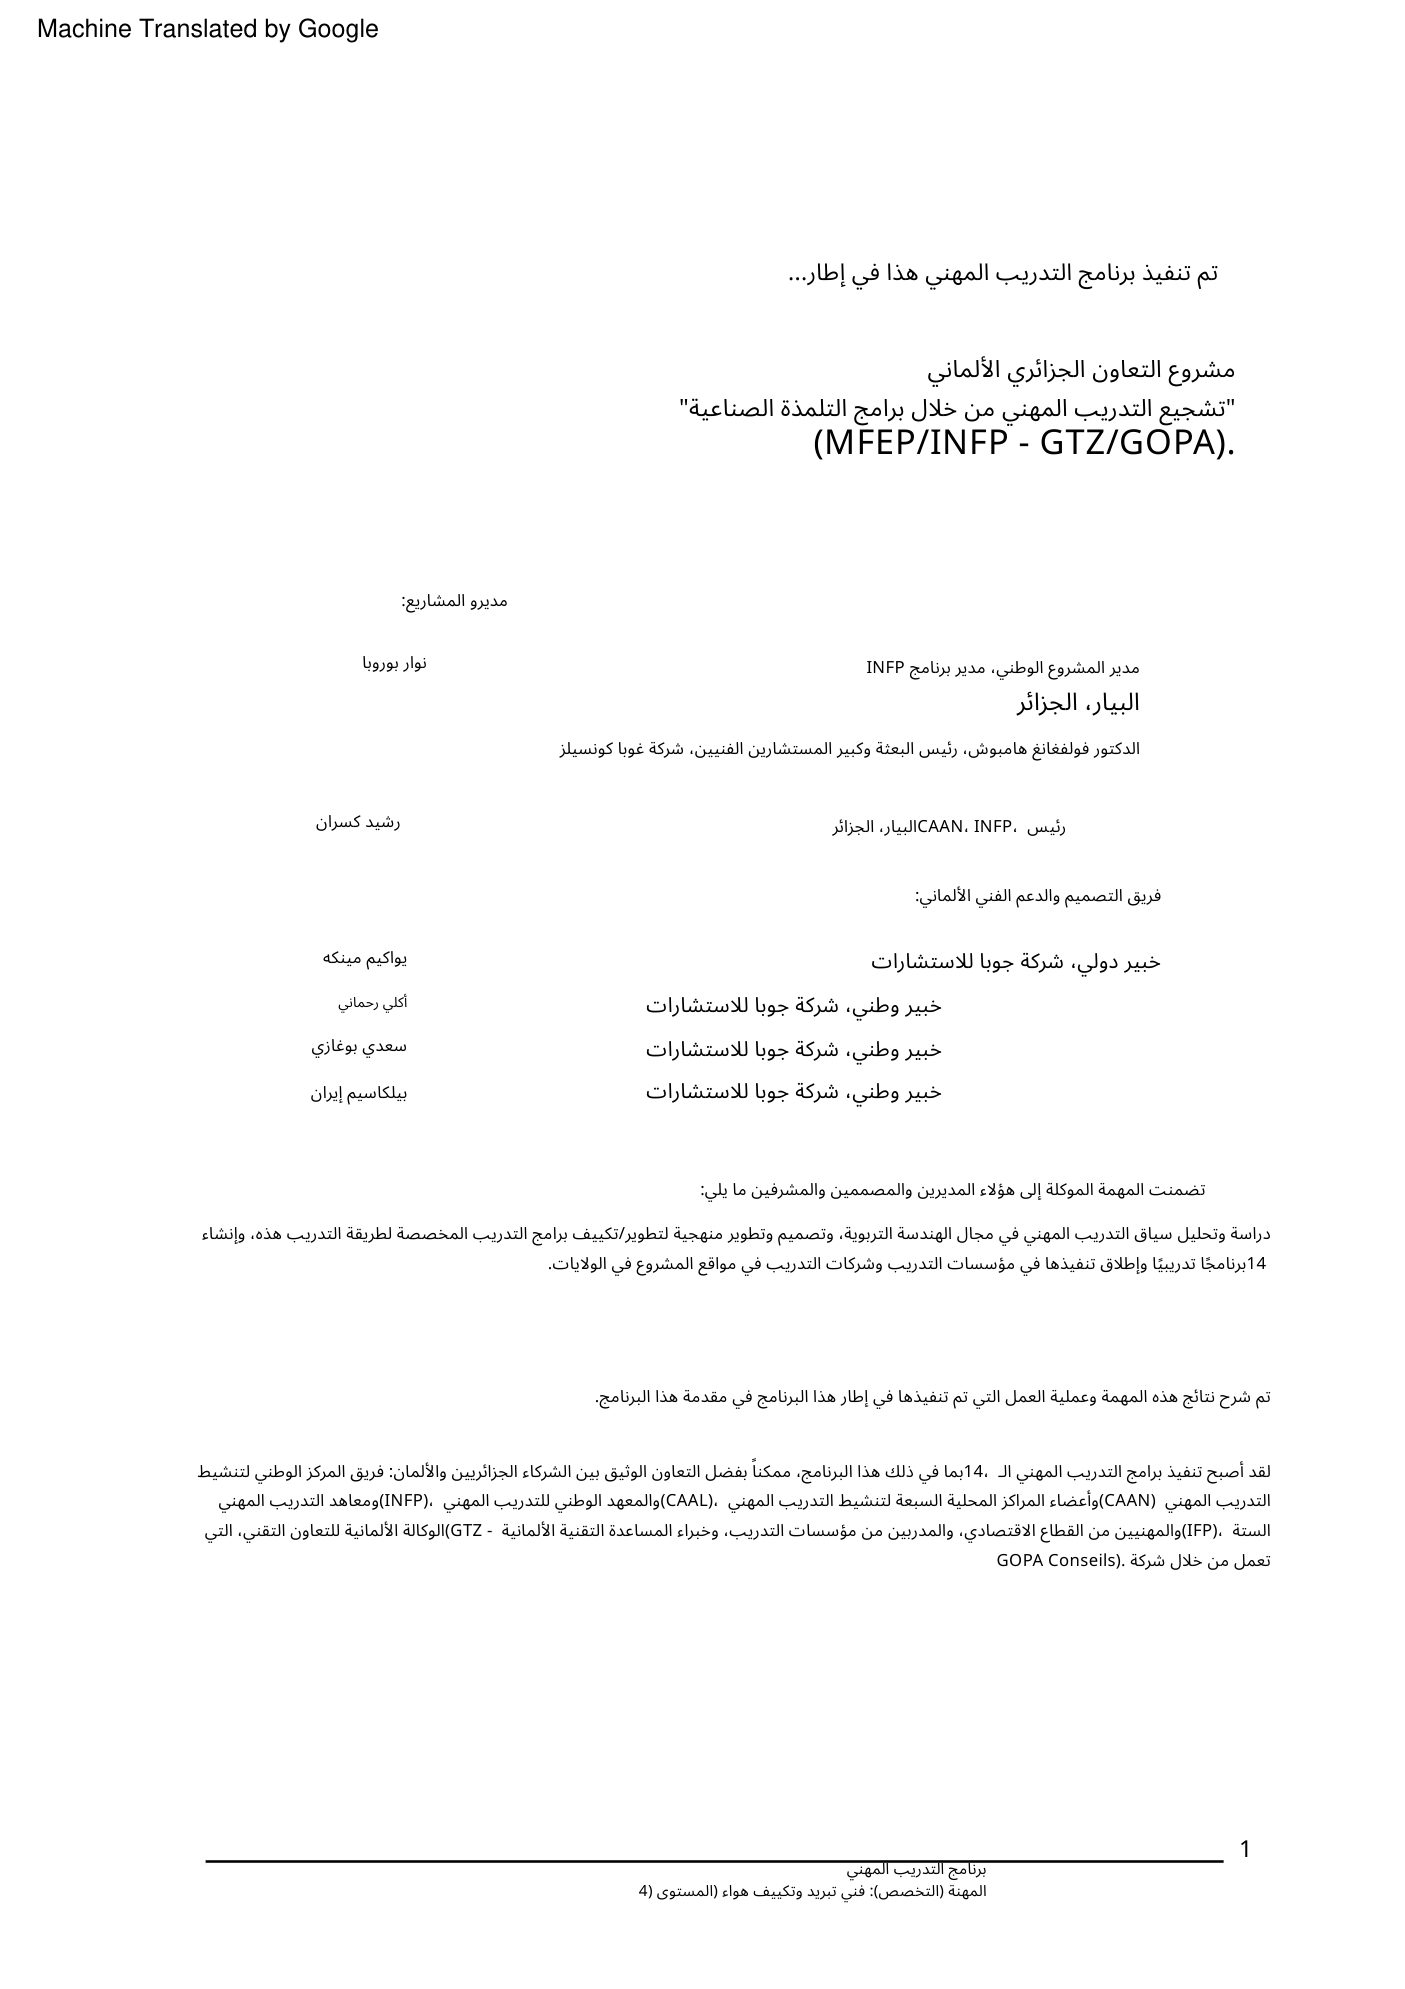 Machine Translated by Google
تم تنفيذ برنامج التدريب المهني هذا في إطار...
مشروع التعاون الجزائري الألماني
"تشجيع التدريب المهني من خلال برامج التلمذة الصناعية"
(MFEP/INFP - GTZ/GOPA).
مديرو المشاريع:
نوار بوروبا
مدير المشروع الوطني، مدير برنامج INFP
البيار، الجزائر
الدكتور فولفغانغ هامبوش، رئيس البعثة وكبير المستشارين الفنيين، شركة غوبا كونسيلز
رشيد كسران
رئيس CAAN، INFP، البيار، الجزائر
فريق التصميم والدعم الفني الألماني:
يواكيم مينكه
خبير دولي، شركة جوبا للاستشارات
أكلي رحماني
خبير وطني، شركة جوبا للاستشارات
سعدي بوغازي
خبير وطني، شركة جوبا للاستشارات
بيلكاسيم إيران
خبير وطني، شركة جوبا للاستشارات
تضمنت المهمة الموكلة إلى هؤلاء المديرين والمصممين والمشرفين ما يلي:
دراسة وتحليل سياق التدريب المهني في مجال الهندسة التربوية، وتصميم وتطوير منهجية لتطوير/تكييف برامج التدريب المخصصة لطريقة التدريب هذه، وإنشاء
14برنامجًا تدريبيًا وإطلاق تنفيذها في مؤسسات التدريب وشركات التدريب في مواقع المشروع في الولايات.
تم شرح نتائج هذه المهمة وعملية العمل التي تم تنفيذها في إطار هذا البرنامج في مقدمة هذا البرنامج.
لقد أصبح تنفيذ برامج التدريب المهني الـ 14، بما في ذلك هذا البرنامج، ممكناً بفضل التعاون الوثيق بين الشركاء الجزائريين والألمان: فريق المركز الوطني لتنشيط
التدريب المهني (CAAN) وأعضاء المراكز المحلية السبعة لتنشيط التدريب المهني (CAAL)، والمعهد الوطني للتدريب المهني (INFP)، ومعاهد التدريب المهني
الستة (IFP)، والمهنيين من القطاع الاقتصادي، والمدربين من مؤسسات التدريب، وخبراء المساعدة التقنية الألمانية (GTZ - الوكالة الألمانية للتعاون التقني، التي
تعمل من خلال شركة GOPA Conseils).
1
برنامج التدريب المهني
المهنة (التخصص): فني تبريد وتكييف هواء (المستوى 4)